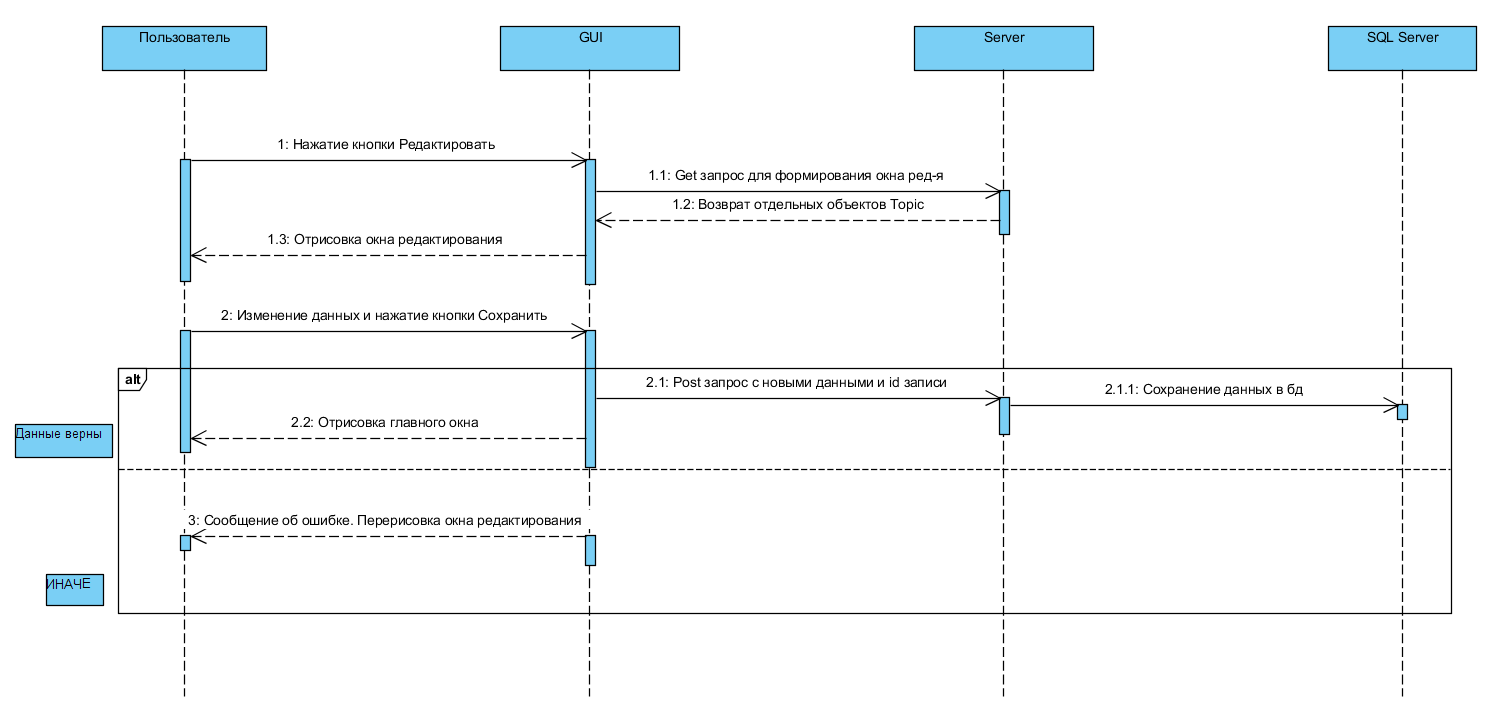 Пользователь
GUI
Server
SQL Server
1: Нажатие кнопки Редактировать
1.1: Get запрос для формирования окна ред-я
1.2: Возврат отдельных объектов Topic
1.3: Отрисовка окна редактирования
2: Изменение данных и нажатие кнопки Сохранить
alt
2.1: Post запрос с новыми данными и id записи
2.1.1: Сохранение данных в бд
2.2: Отрисовка главного окна
Данные верны
3: Сообщение об ошибке. Перерисовка окна редактирования
ИНАЧЕ